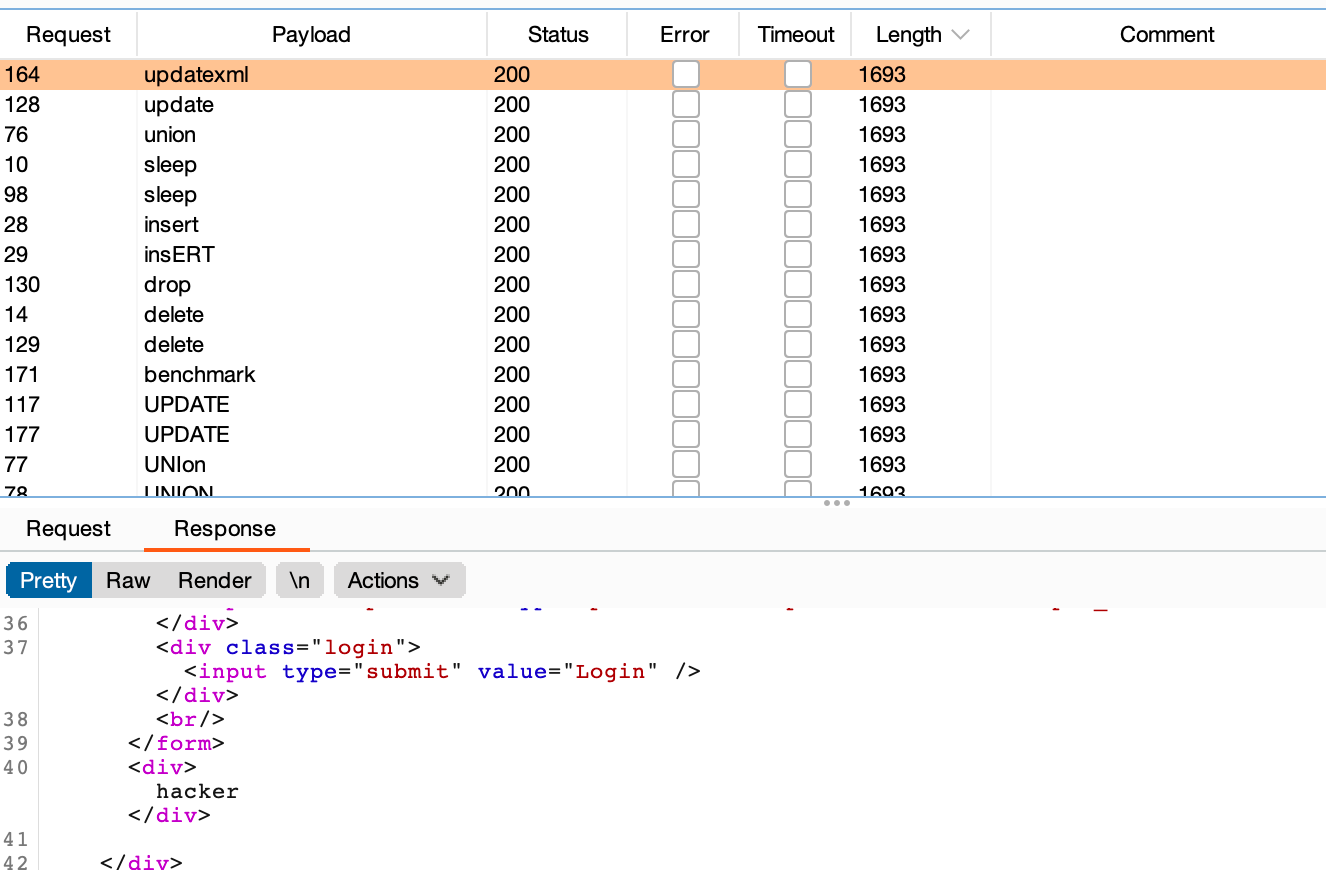 Request Payload Status Error Timeout Length Comment
164 updatexml 200 1693
128 update 200 1693
76 union 200 1693
10 sleep 200 1693
98 sleep 200 1693
28 insert 200 1693
29 insERT 200 1693
130 drop 200 1693
14 delete 200 1693
129 delete 200 1693
171 benchmark 200 1693
117 UPDATE 200 1693
177 UPDATE 200 1693
77 UNIon 200 1693
78 UNION 200 1693
Request Response
Pretty Raw Render \n Actions
36 </div>
37 <div class="login">
<input type="submit" value="Login" />
</div>
38 <br/>
39 </form>
40 <div>
hacker
</div>
41
42 </div>